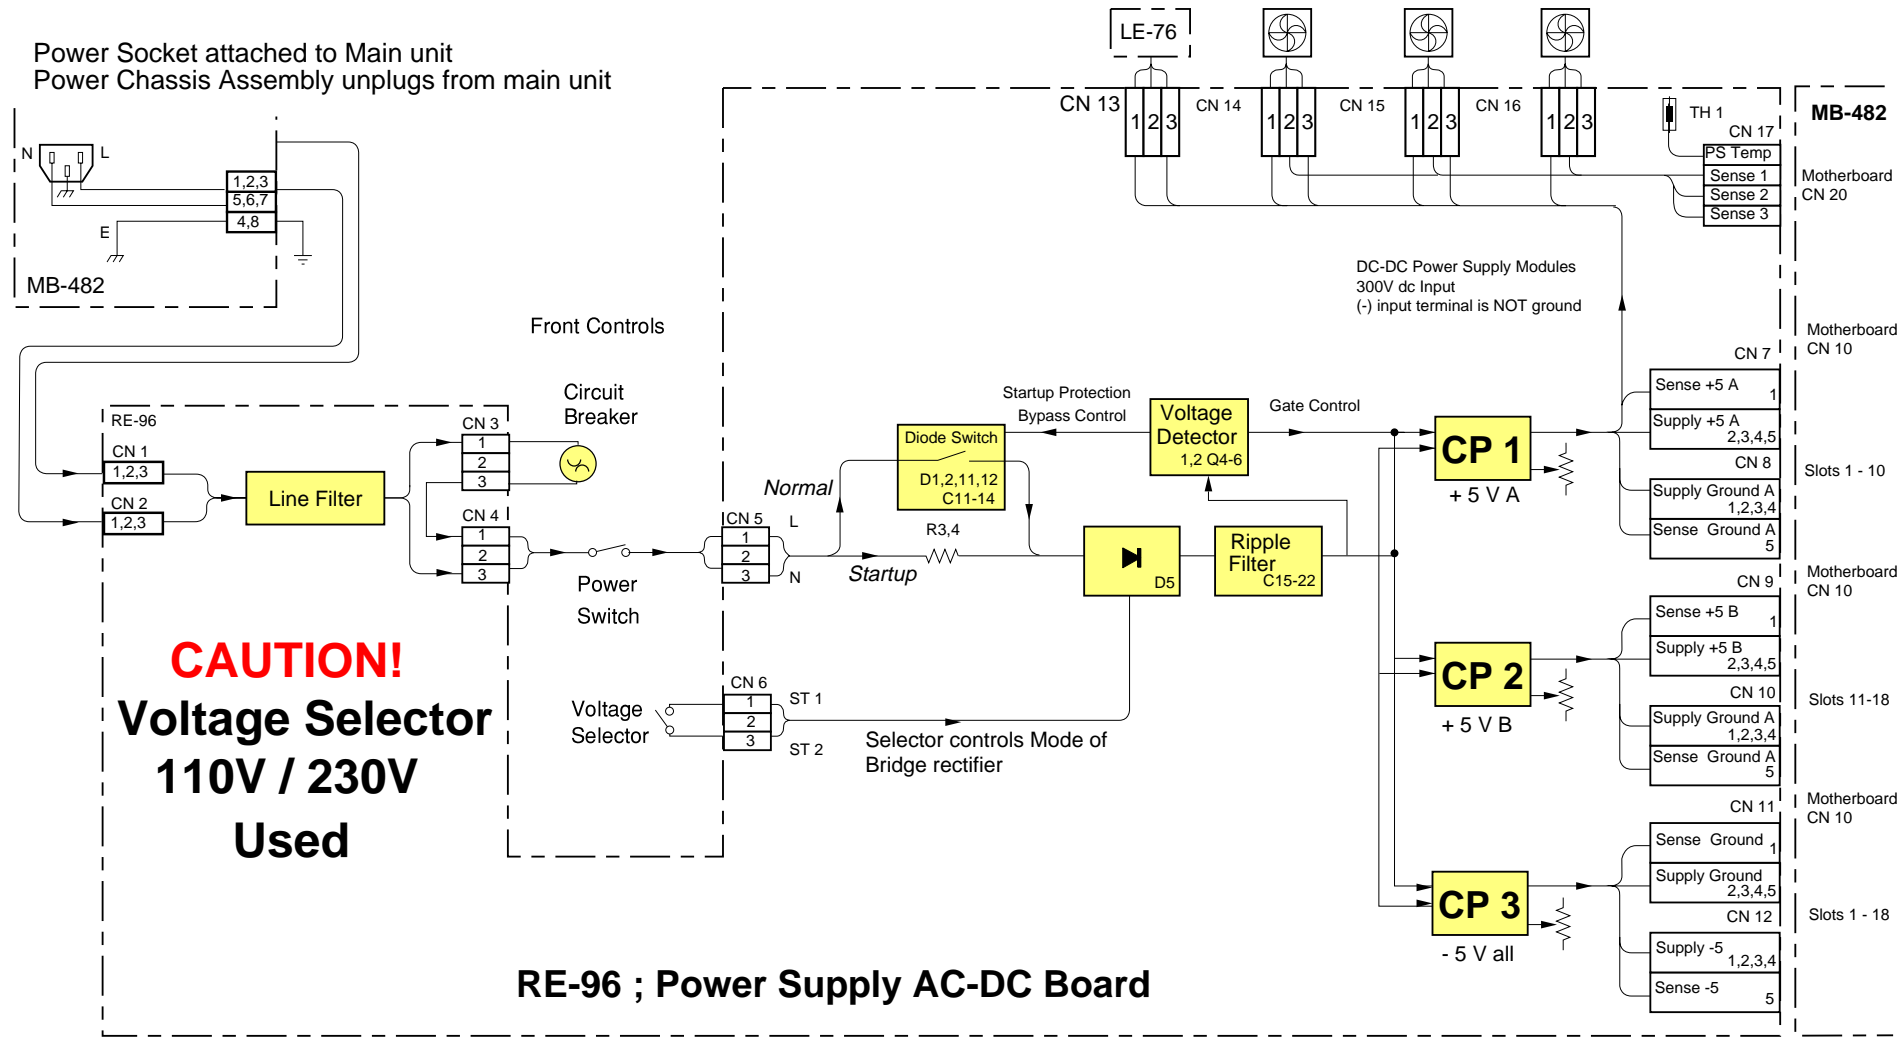 Power Socket attached to Main unit
Power Chassis Assembly unplugs from main unit
N
L
1,2,3
5,6,7
4,8
E
MB-482
LE-76
CN 13
1 2 3
CN 14
1 2 3
CN 15
1 2 3
CN 16
1 2 3
TH 1
CN 17
PS Temp
Sense 1
Sense 2
Sense 3
MB-482
Motherboard
CN 20
DC-DC Power Supply Modules
300V dc Input
(-) input terminal is NOT ground
Front Controls
Circuit
Breaker
RE-96
CN 1
1,2,3
CN 2
1,2,3
Line Filter
CN 3
1
2
3
CN 4
1
2
3
Power
Switch
CN 5
1
2
3
L
N
Normal
Startup
Startup Protection
Bypass Control
Diode Switch
D1,2,11,12
C11-14
R3,4
Voltage
Detector
1,2 Q4-6
Gate Control
D5
Ripple
Filter
C15-22
CP 1
+ 5 V A
CP 2
+ 5 V B
CP 3
- 5 V all
Motherboard
CN 10
CN 7
Sense +5 A
1
Supply +5 A
2,3,4,5
CN 8
Slots 1 - 10
Supply Ground A
1,2,3,4
Sense Ground A
5
Motherboard
CN 10
CN 9
Sense +5 B
1
Supply +5 B
2,3,4,5
CN 10
Slots 11-18
Supply Ground A
1,2,3,4
Sense Ground A
5
Motherboard
CN 10
CN 11
Sense Ground
1
Supply Ground
2,3,4,5
CN 12
Slots 1 - 18
Supply -5
1,2,3,4
Sense -5
5
CAUTION!
Voltage Selector
110V / 230V
Used
Voltage
Selector
CN 6
1
2
3
ST 1
ST 2
Selector controls Mode of
Bridge rectifier
RE-96 ; Power Supply AC-DC Board